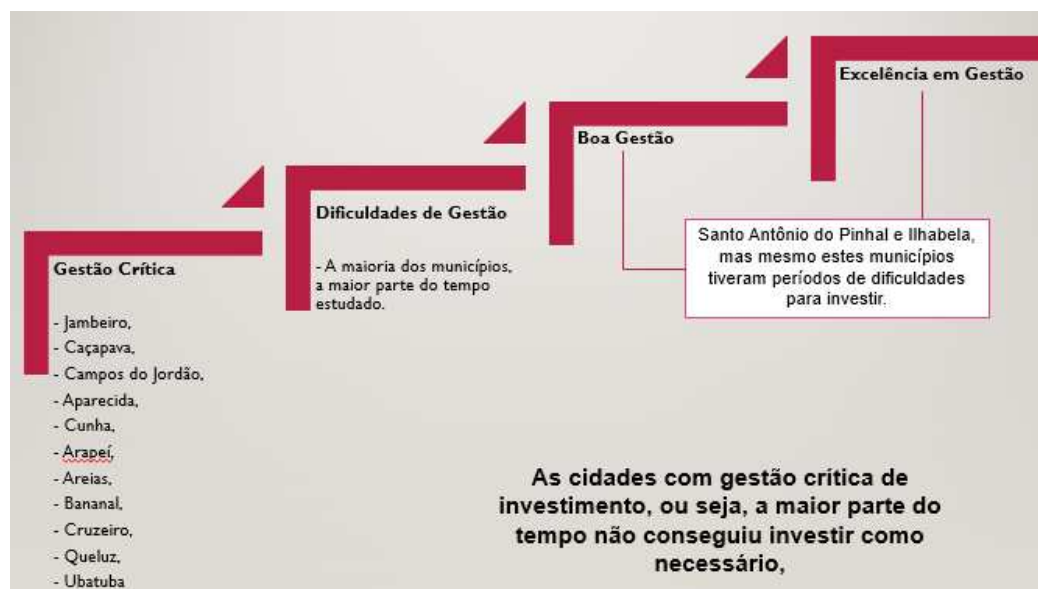 Gestão Crítica
- Jambeiro,
- Caçapava,
- Campos do Jordão,
- Aparecida,
- Cunha,
- Arapeí,
- Areias,
- Bananal,
- Cruzeiro,
- Queluz,
- Ubatuba
Dificuldades de Gestão
- A maioria dos municípios,
a maior parte do tempo
estudado.
Boa Gestão
Excelência em Gestão
Santo Antônio do Pinhal e Ilhabela,
mas mesmo estes municípios
tiveram períodos de dificuldades
para investir.
As cidades com gestão crítica de
investimento, ou seja, a maior parte do
tempo não conseguiu investir como
necessário,